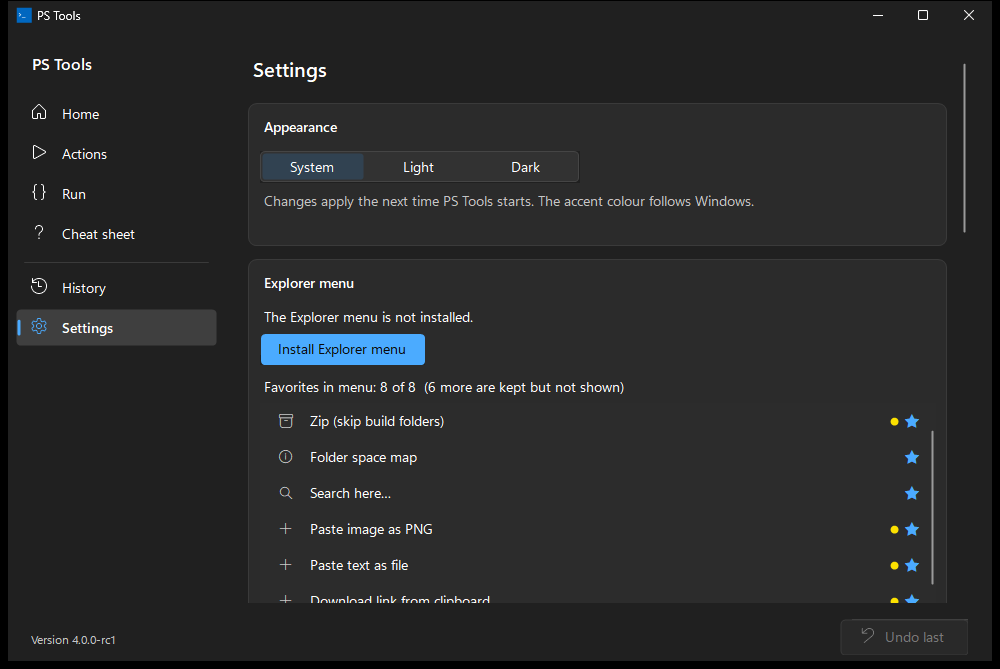 PS Tools
PS Tools
Home
Actions
Run
Cheat sheet
History
Settings
Version 4.0.0-rc1
Settings
Appearance
System Light Dark
Changes apply the next time PS Tools starts. The accent colour follows Windows.
Explorer menu
The Explorer menu is not installed.
Install Explorer menu
Favorites in menu: 8 of 8 (6 more are kept but not shown)
Zip (skip build folders)
Folder space map
Search here...
Paste image as PNG
Paste text as file
Download link from clipboard
Undo last